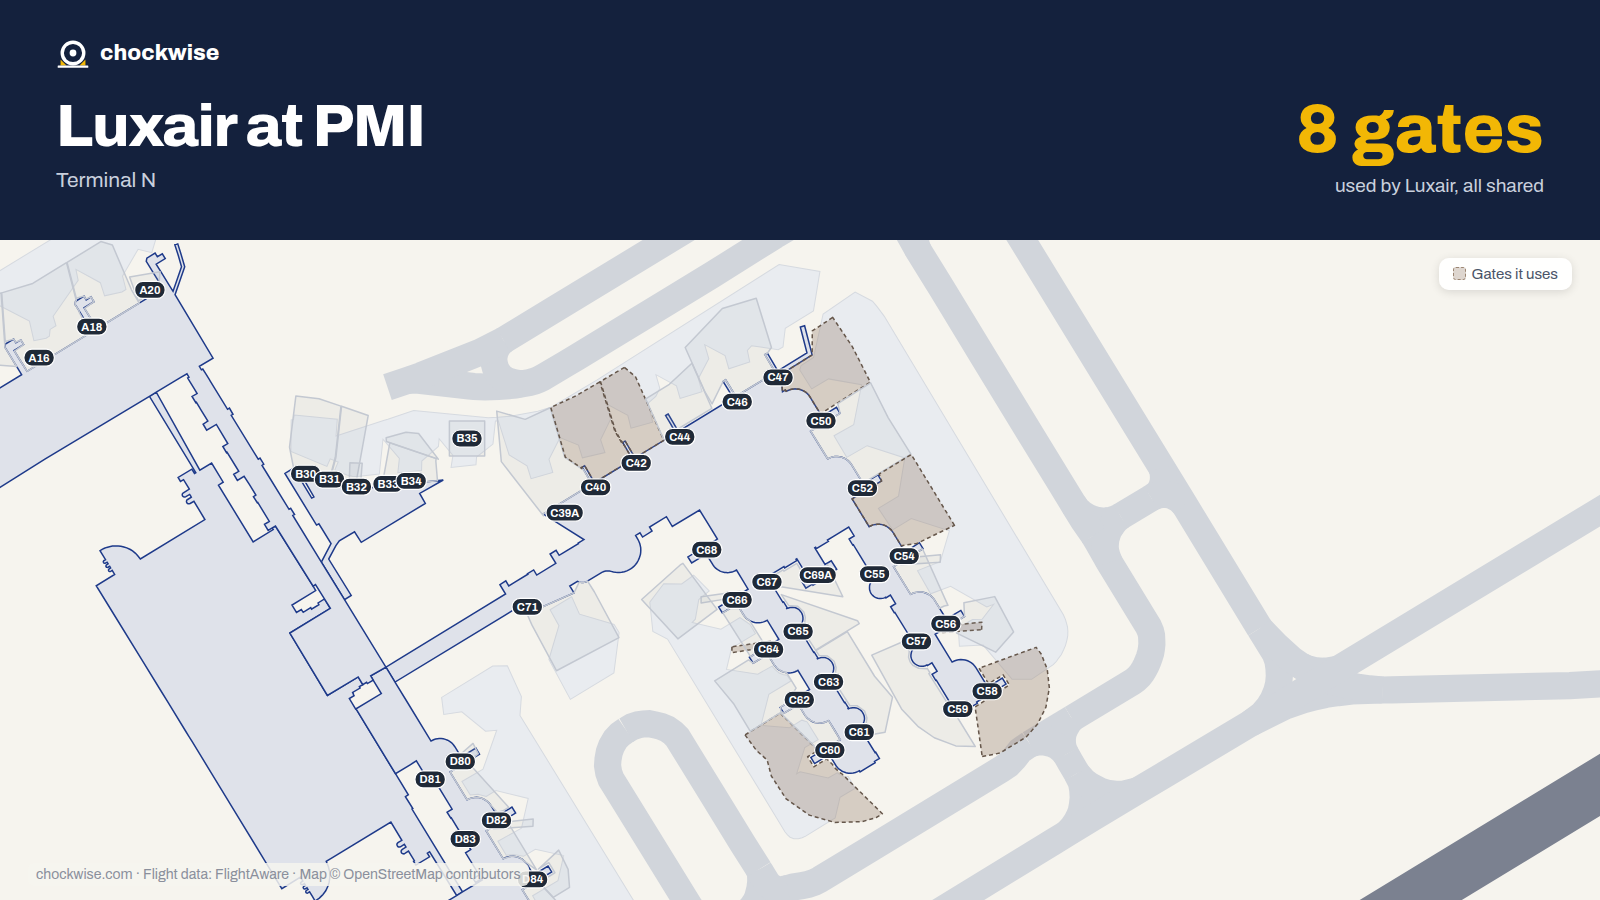 chockwise
Luxair at PMI
Terminal N
8 gates
used by Luxair, all shared
Gates it uses
A20
A18
A16
B30
B31
B32
B33
B34
B35
C39A
C40
C42
C44
C46
C47
C50
C52
C54
C55
C56
C57
C58
C59
C60
C61
C62
C63
C64
C65
C66
C67
C68
C69A
C71
D80
D81
D82
D83
D84
chockwise.com · Flight data: FlightAware · Map © OpenStreetMap contributors